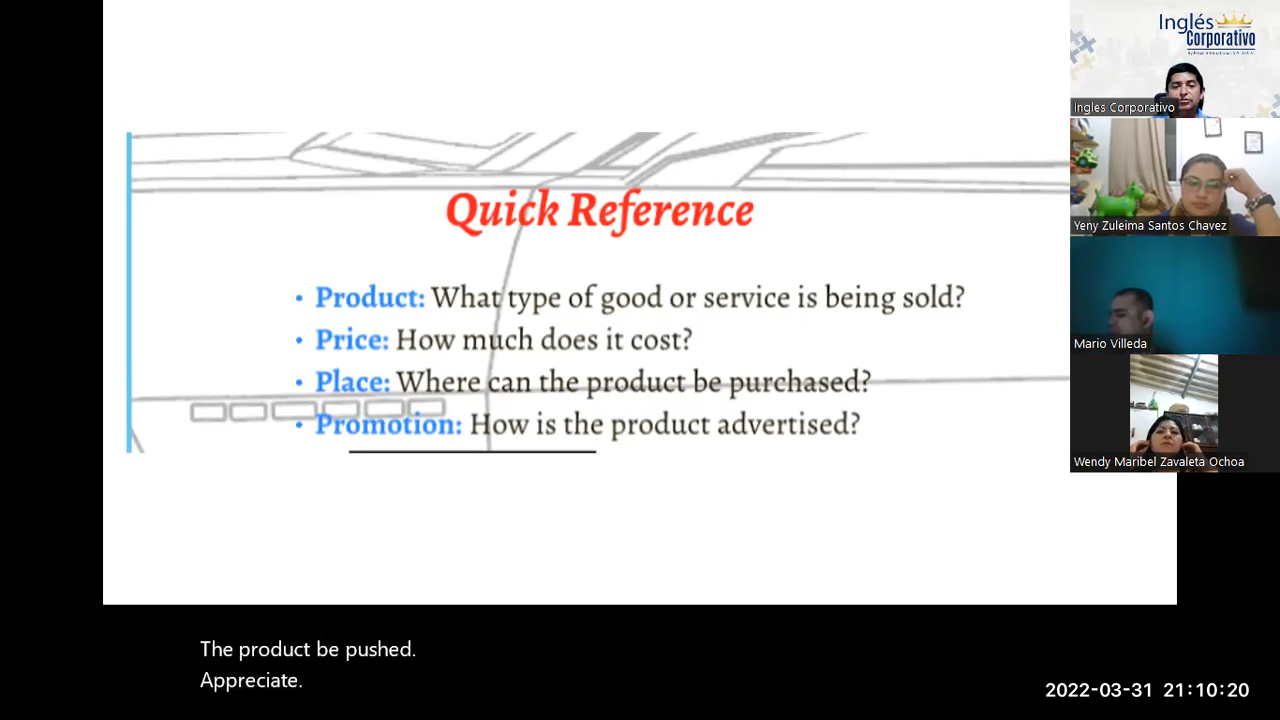 Quick Reference
• Product: What type of good or service is being sold?
• Price: How much does it cost?
• Place: Where can the product be purchased?
• Promotion: How is the product advertised?
Inglés
Corporativo
Ingles Corporativo
Yeny Zuleima Santos Chavez
Mario Villeda
Wendy Maribel Zavaleta Ochoa
The product be pushed.
Appreciate.
2022-03-31 21:10:20